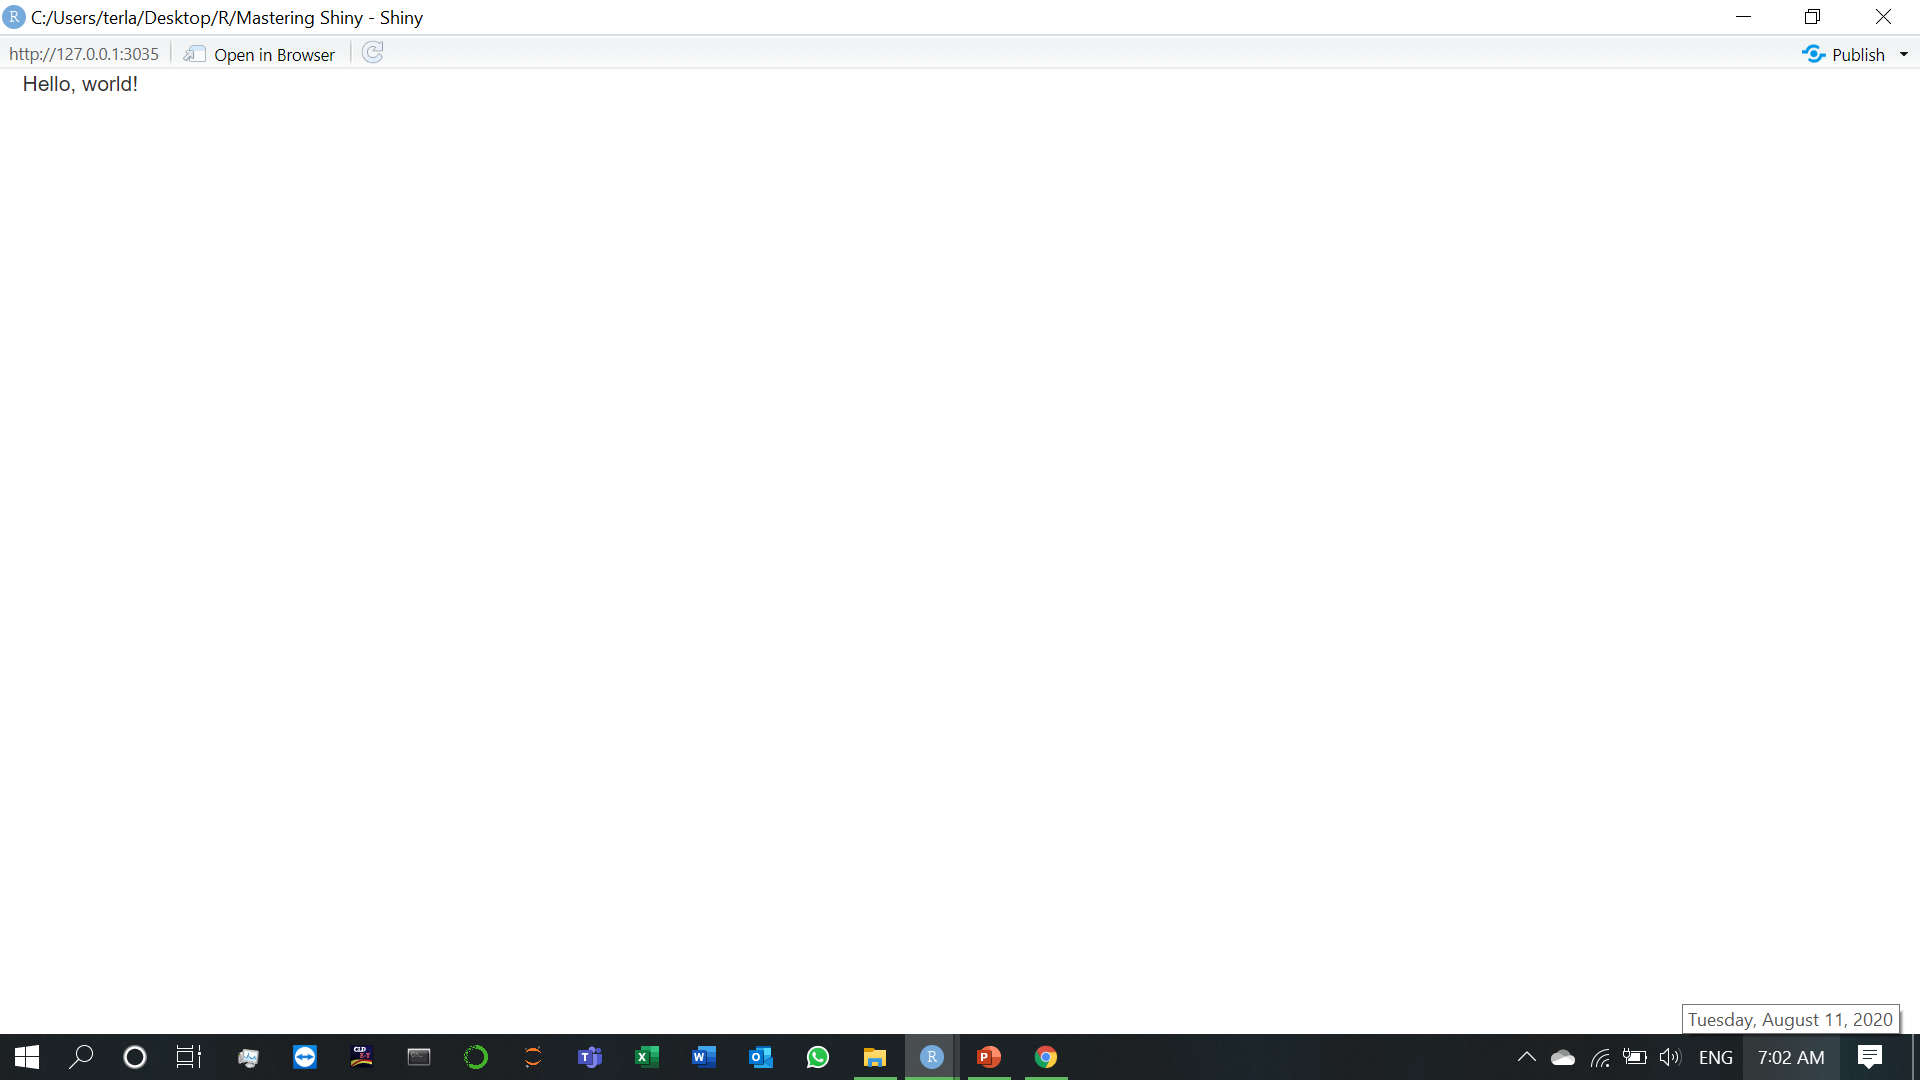 R C:/Users/terla/Desktop/R/Mastering Shiny - Shiny
http://127.0.0.1:3035 Open in Browser Publish
Hello, world!
Tuesday, August 11, 2020
CLD
E-T
T X W O R P ENG 7:02 AM